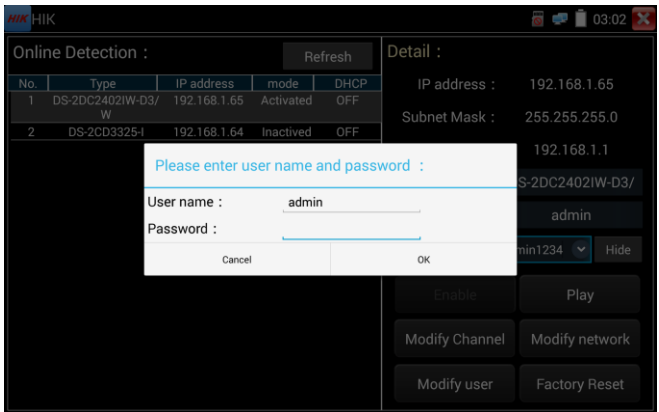 HIK HIK 03:02
Online Detection : Refresh
No. Type IP address mode DHCP
1 DS-2DC2402IW-D3/ 192.168.1.65 Activated OFF
W
2 DS-2CD3325-I 192.168.1.64 Inactived OFF
Detail :
IP address : 192.168.1.65
Subnet Mask : 255.255.255.0
192.168.1.1
S-2DC2402IW-D3/
admin
min1234 Hide
Enable Play
Modify Channel Modify network
Modify user Factory Reset
Please enter user name and password :
User name : admin
Password :
Cancel OK